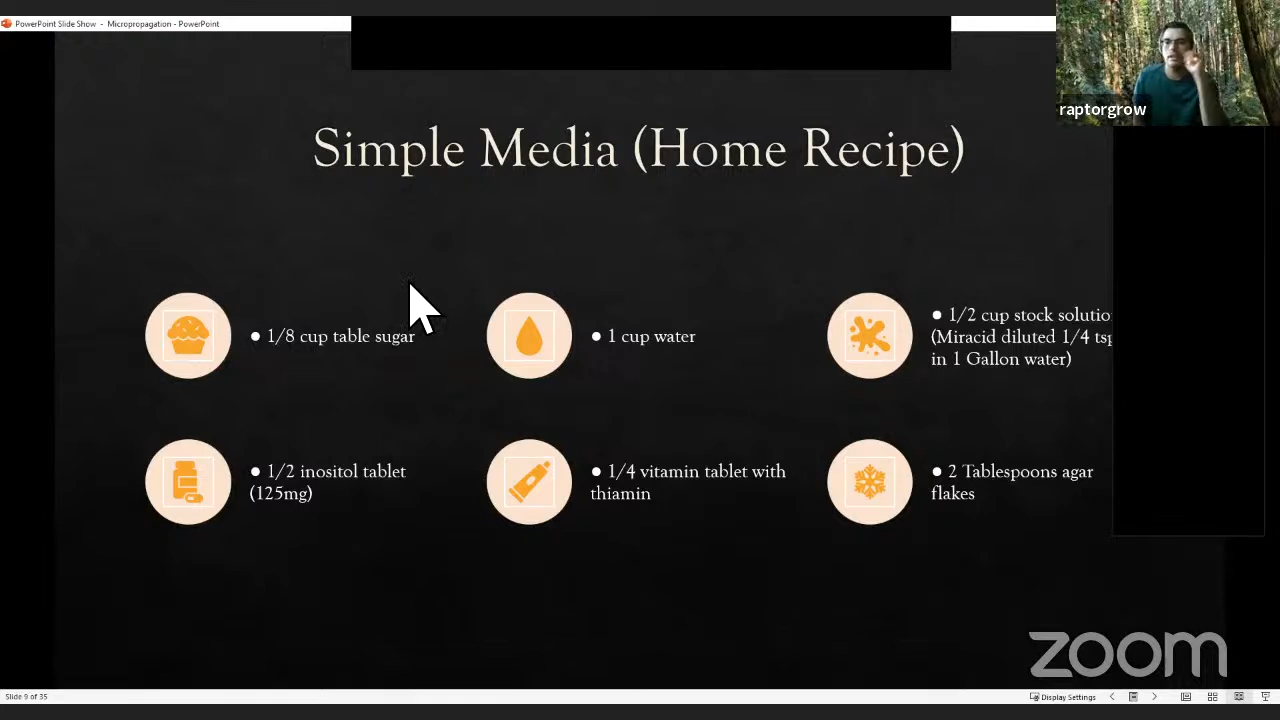 PowerPoint Slide Show - Micropropagation - PowerPoint
raptorgrow
Simple Media (Home Recipe)
● 1/8 cup table sugar
● 1 cup water
● 1/2 cup stock solutio
(Miracid diluted 1/4 tsp
in 1 Gallon water)
● 1/2 inositol tablet
(125mg)
● 1/4 vitamin tablet with
thiamin
● 2 Tablespoons agar
flakes
zoom
Slide 9 of 35
Display Settings